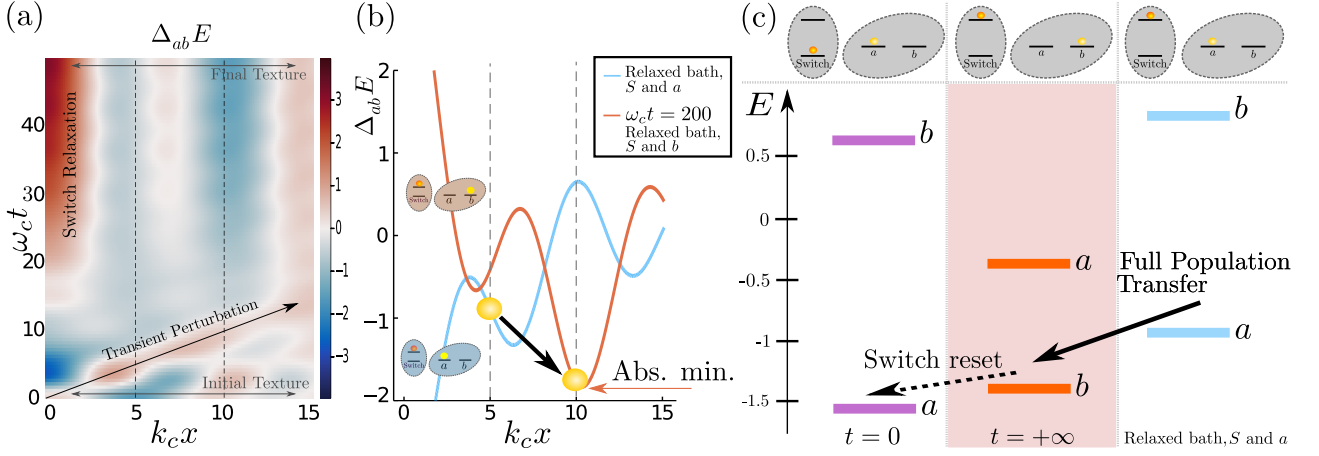 (a)
Δ_{ab}E
Final Texture
Switch Relaxation
Transient Perturbation
Initial Texture
ω_c t
40
30
20
10
0
0
5
10
15
k_c x
3
2
1
0
−1
−2
−3
(b)
Δ_{ab}E
2
1
0
−1
−2
0
5
10
15
k_c x
Relaxed bath,
S and a
ω_c t = 200
Relaxed bath,
S and b
Switch
a
b
Switch
a
b
Abs. min.
(c)
Switch
a
b
Switch
a
b
Switch
a
b
E
0.5
0
-0.5
-1
-1.5
b
a
a
b
b
a
Full Population
Transfer
Switch reset
t = 0
t = +∞
Relaxed bath, S and a